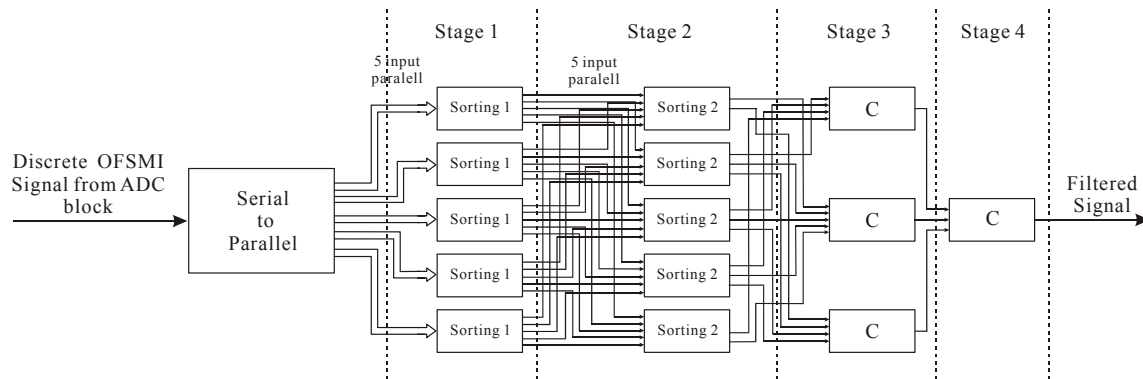 Stage 1
Stage 2
Stage 3
Stage 4
5 input
paralell
5 input
paralell
Discrete OFSMI
Signal from ADC
block
Serial
to
Parallel
Sorting 1
Sorting 1
Sorting 1
Sorting 1
Sorting 1
Sorting 2
Sorting 2
Sorting 2
Sorting 2
Sorting 2
C
C
C
C
Filtered
Signal